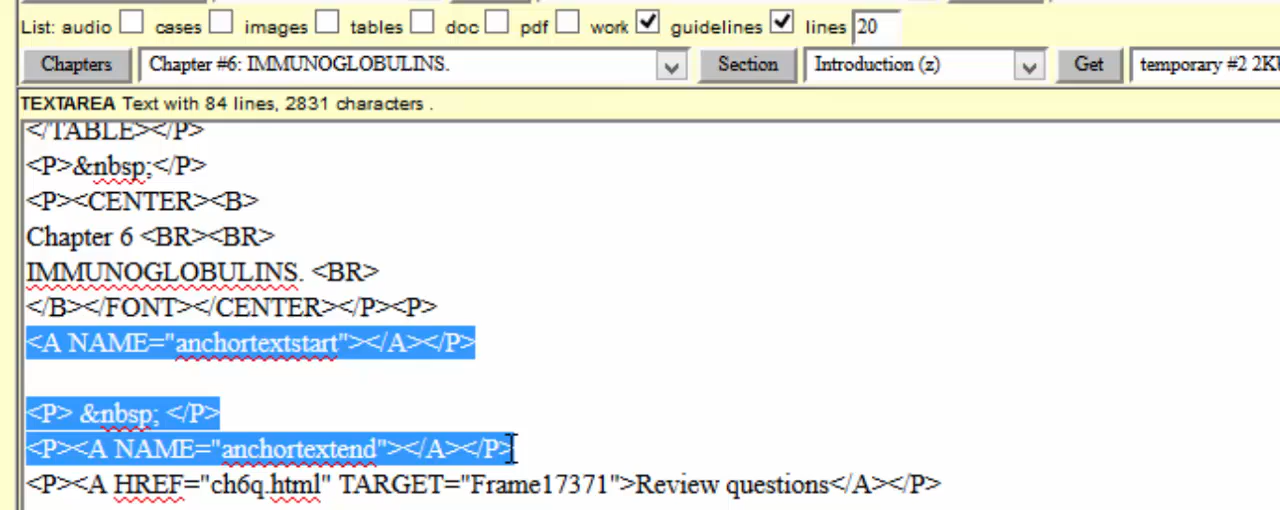 List: audio cases images tables doc pdf work guidelines lines 20
Chapters Chapter #6: IMMUNOGLOBULINS. Section Introduction (z) Get temporary #2 2K
TEXTAREA Text with 84 lines, 2831 characters .
</TABLE></P>
<P>&nbsp;</P>
<P><CENTER><B>
Chapter 6 <BR><BR>
IMMUNOGLOBULINS. <BR>
</B></FONT></CENTER></P><P>
<A NAME="anchortextstart"></A></P>
<P> &nbsp; </P>
<P><A NAME="anchortextend"></A></P>
<P><A HREF="ch6q.html" TARGET="Frame17371">Review questions</A></P>